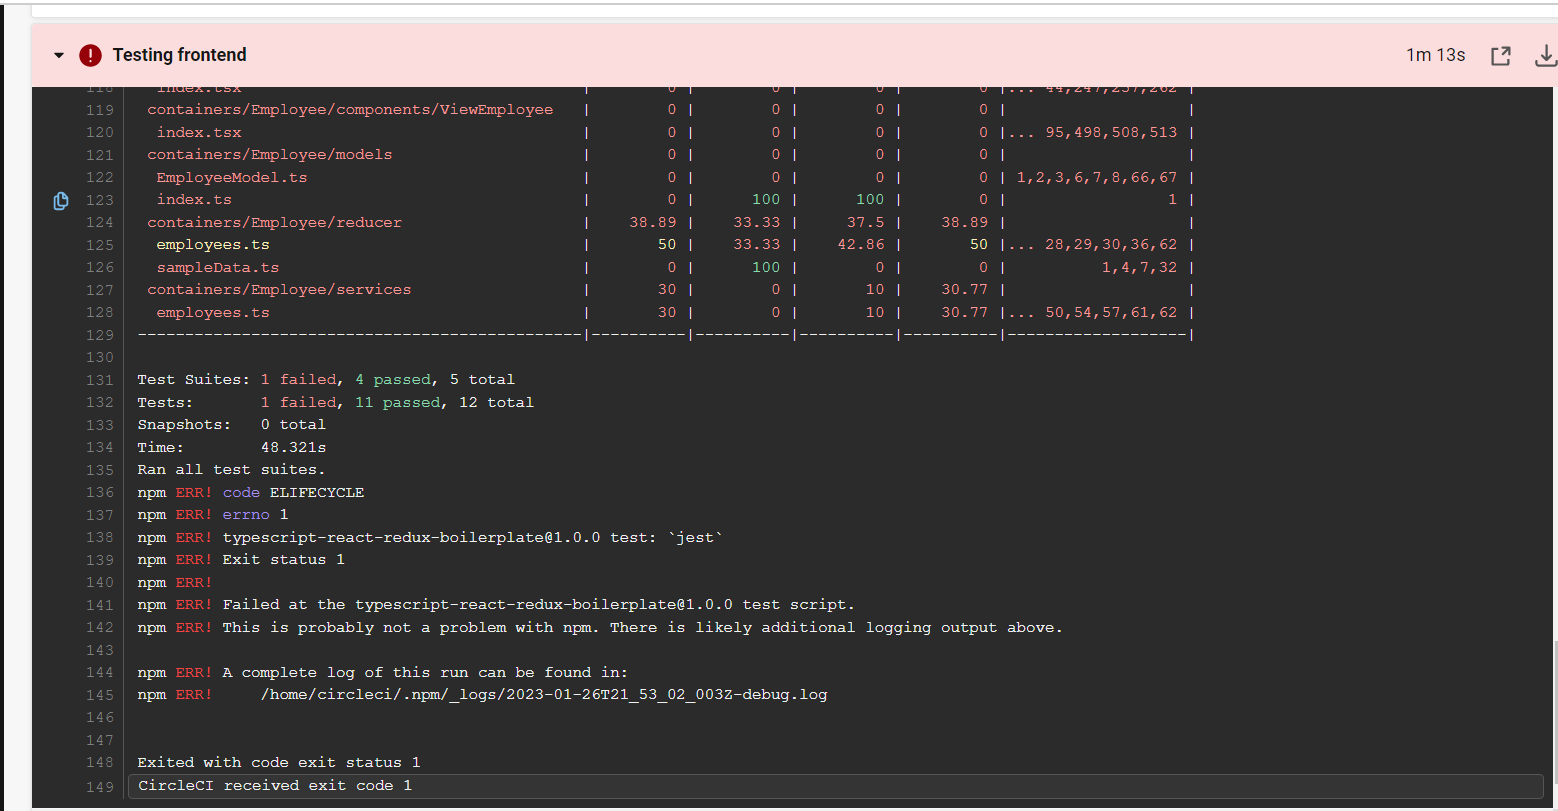 Testing frontend 1m 13s
118 index.tsx | 0 | 0 | 0 | 0 |... 44,247,257,262 |
119 containers/Employee/components/ViewEmployee | 0 | 0 | 0 | 0 | |
120 index.tsx | 0 | 0 | 0 | 0 |... 95,498,508,513 |
121 containers/Employee/models | 0 | 0 | 0 | 0 | |
122 EmployeeModel.ts | 0 | 0 | 0 | 0 | 1,2,3,6,7,8,66,67 |
123 index.ts | 0 | 100 | 100 | 0 | 1 |
124 containers/Employee/reducer | 38.89 | 33.33 | 37.5 | 38.89 | |
125 employees.ts | 50 | 33.33 | 42.86 | 50 |... 28,29,30,36,62 |
126 sampleData.ts | 0 | 100 | 0 | 0 | 1,4,7,32 |
127 containers/Employee/services | 30 | 0 | 10 | 30.77 | |
128 employees.ts | 30 | 0 | 10 | 30.77 |... 50,54,57,61,62 |
129 -----------------------------------------------|----------|----------|----------|----------|-------------------|
130
131 Test Suites: 1 failed, 4 passed, 5 total
132 Tests: 1 failed, 11 passed, 12 total
133 Snapshots: 0 total
134 Time: 48.321s
135 Ran all test suites.
136 npm ERR! code ELIFECYCLE
137 npm ERR! errno 1
138 npm ERR! typescript-react-redux-boilerplate@1.0.0 test: `jest`
139 npm ERR! Exit status 1
140 npm ERR!
141 npm ERR! Failed at the typescript-react-redux-boilerplate@1.0.0 test script.
142 npm ERR! This is probably not a problem with npm. There is likely additional logging output above.
143
144 npm ERR! A complete log of this run can be found in:
145 npm ERR! /home/circleci/.npm/_logs/2023-01-26T21_53_02_003Z-debug.log
146
147
148 Exited with code exit status 1
149 CircleCI received exit code 1